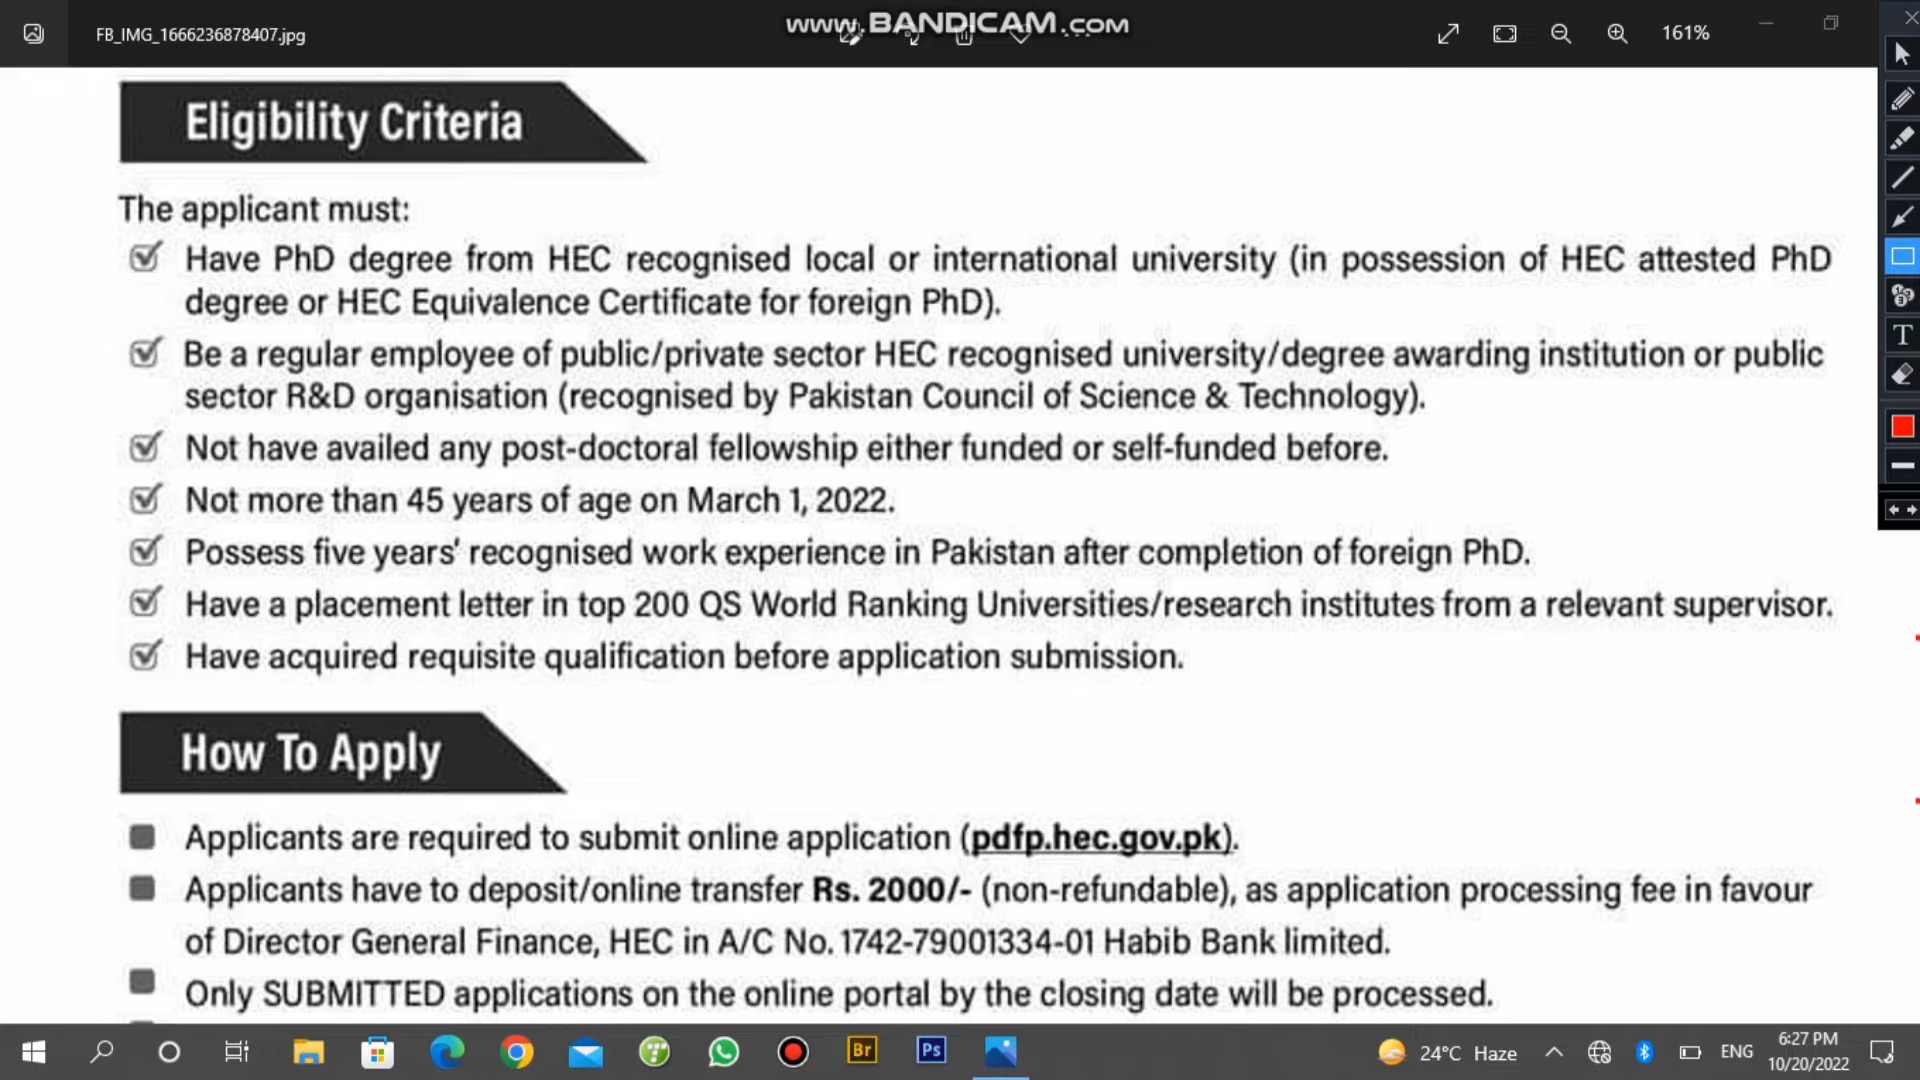 www.BANDICAM.com
FB_IMG_1666236878407.jpg
161%
Eligibility Criteria
The applicant must:
Have PhD degree from HEC recognised local or international university (in possession of HEC attested PhD
degree or HEC Equivalence Certificate for foreign PhD).
Be a regular employee of public/private sector HEC recognised university/degree awarding institution or public
sector R&D organisation (recognised by Pakistan Council of Science & Technology).
Not have availed any post-doctoral fellowship either funded or self-funded before.
Not more than 45 years of age on March 1, 2022.
Possess five years' recognised work experience in Pakistan after completion of foreign PhD.
Have a placement letter in top 200 QS World Ranking Universities/research institutes from a relevant supervisor.
Have acquired requisite qualification before application submission.
How To Apply
Applicants are required to submit online application (pdfp.hec.gov.pk).
Applicants have to deposit/online transfer Rs. 2000/- (non-refundable), as application processing fee in favour
of Director General Finance, HEC in A/C No. 1742-79001334-01 Habib Bank limited.
Only SUBMITTED applications on the online portal by the closing date will be processed.
Br
Ps
24°C Haze
ENG
6:27 PM
10/20/2022